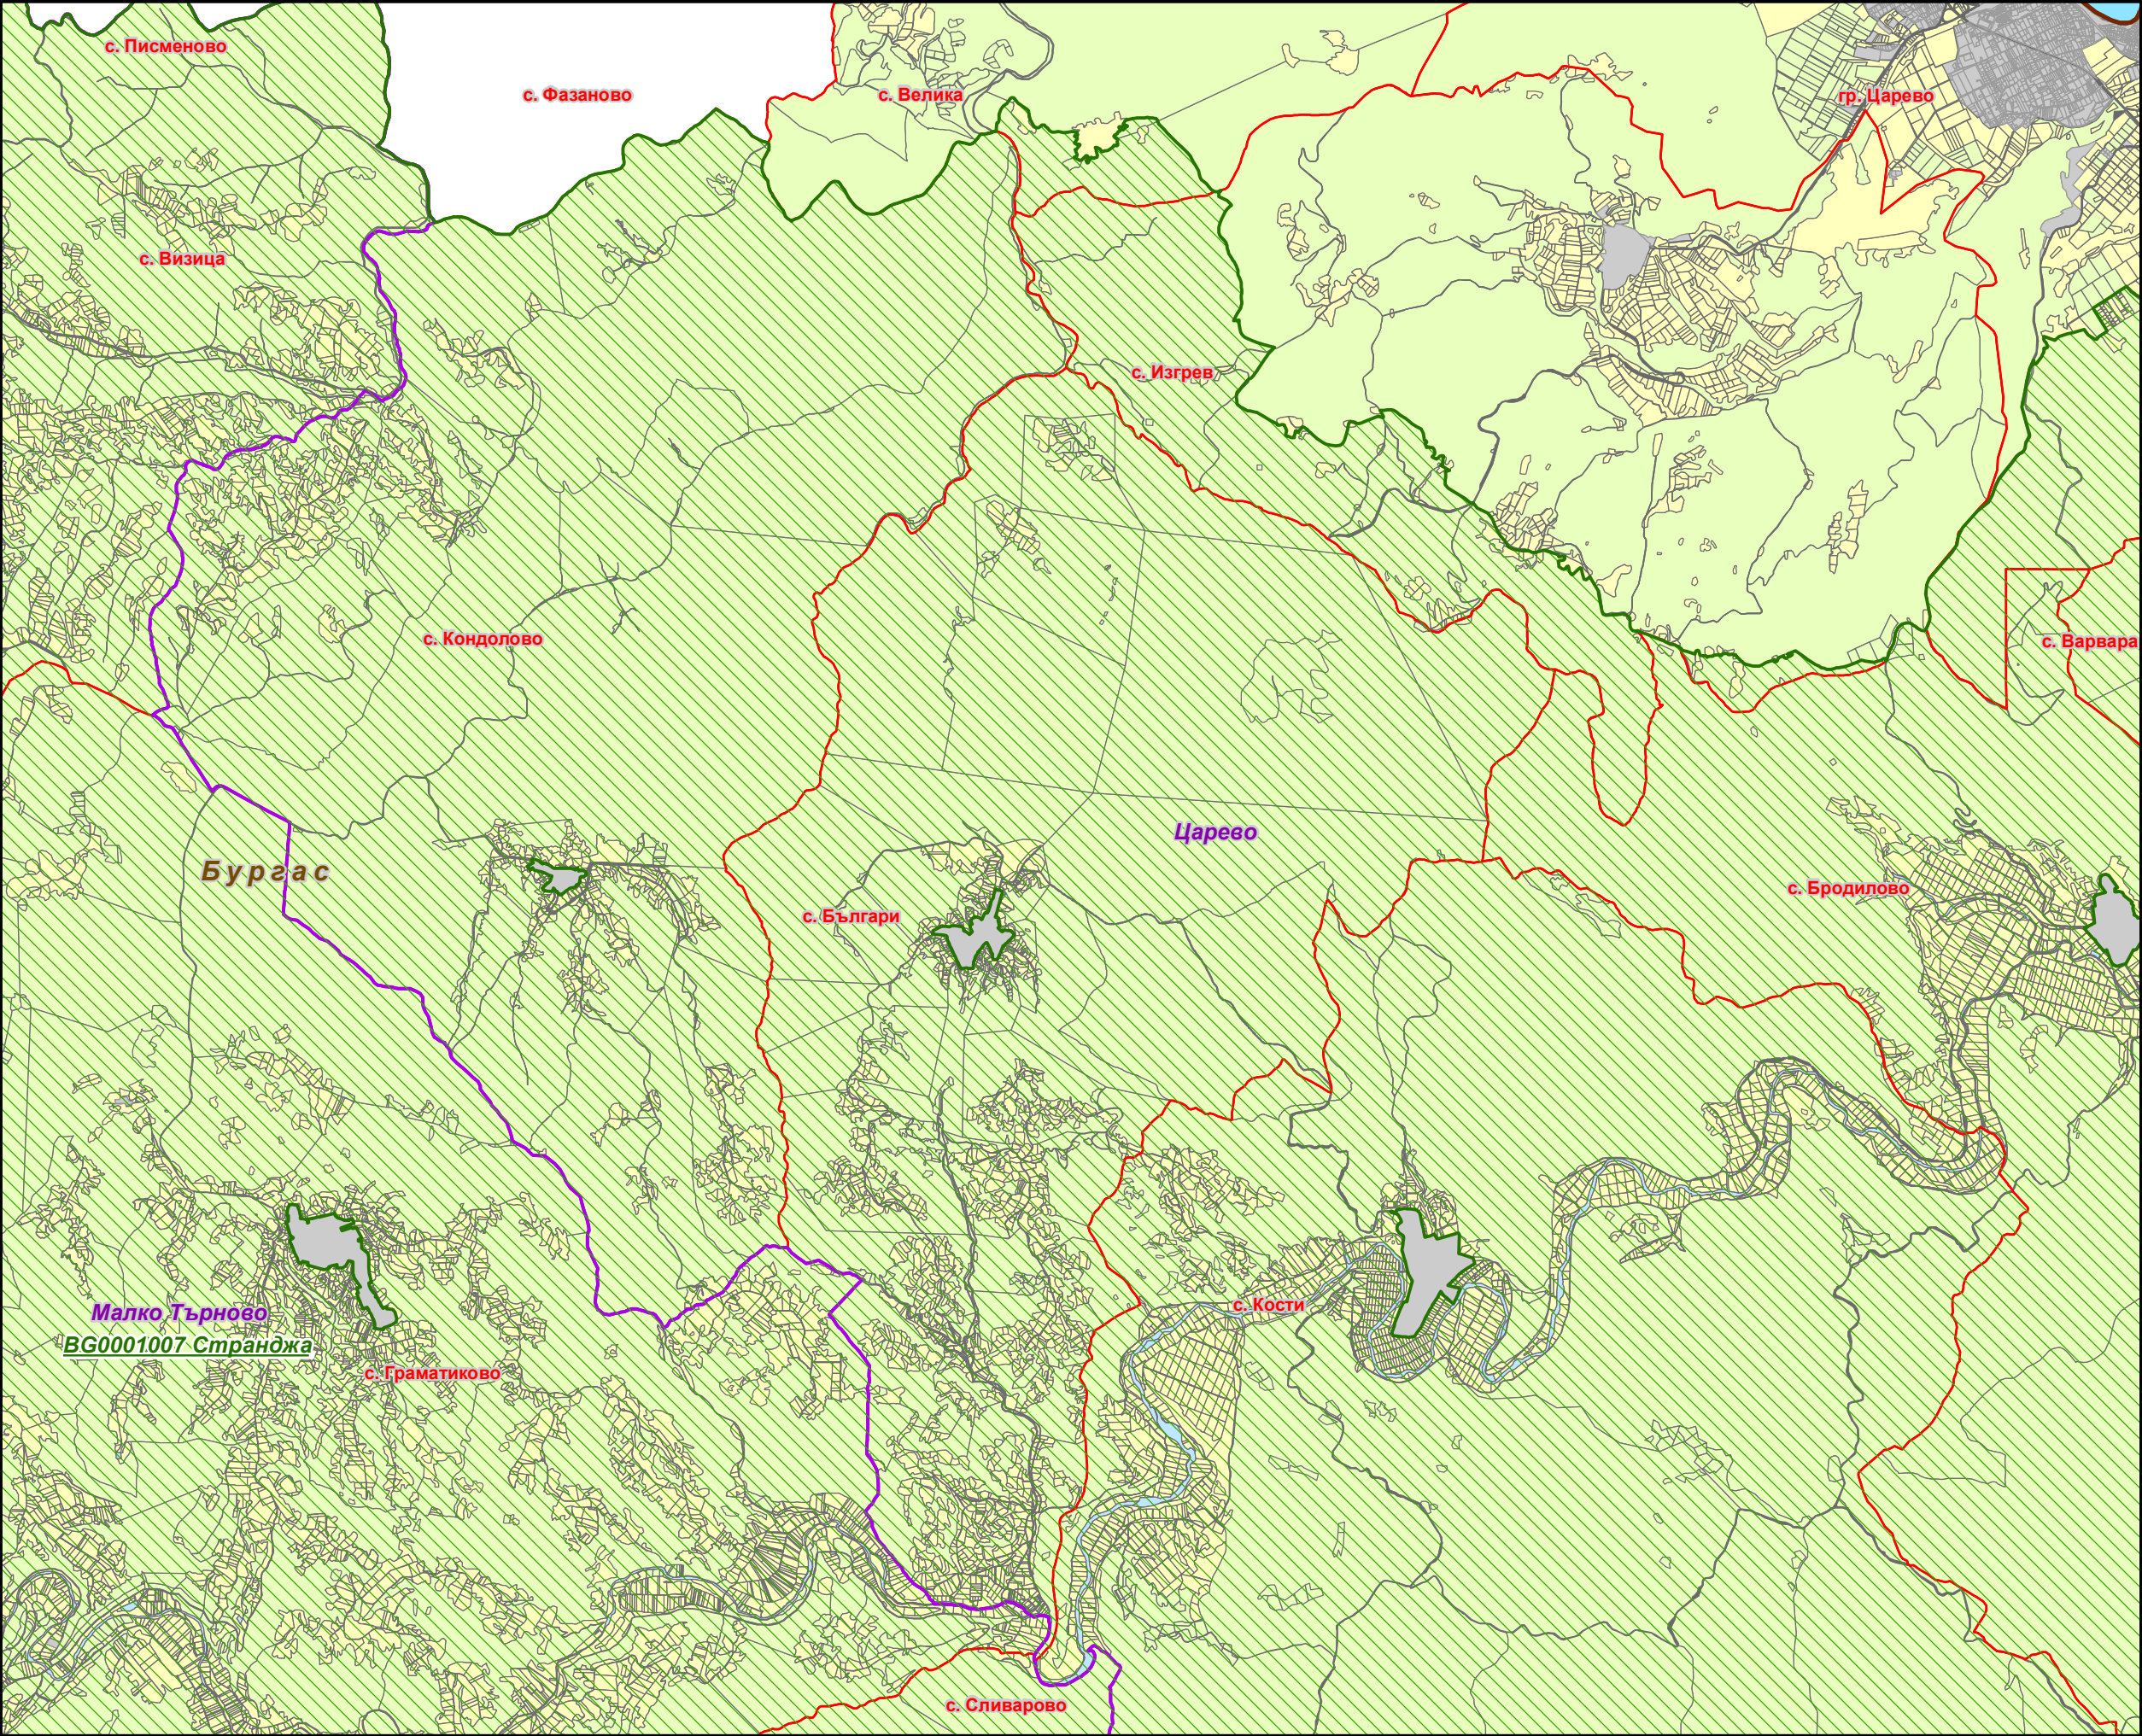 с. Писменово
с. Фазаново
с. Велика
гр. Царево
с. Визица
с. Изгрев
с. Кондолово
с. Варвара
Царево
Бургас
с. Бродилово
с. Българи
с. Кости
Малко Търново
BG0001007 Странджа
с. Граматиково
с. Сливарово